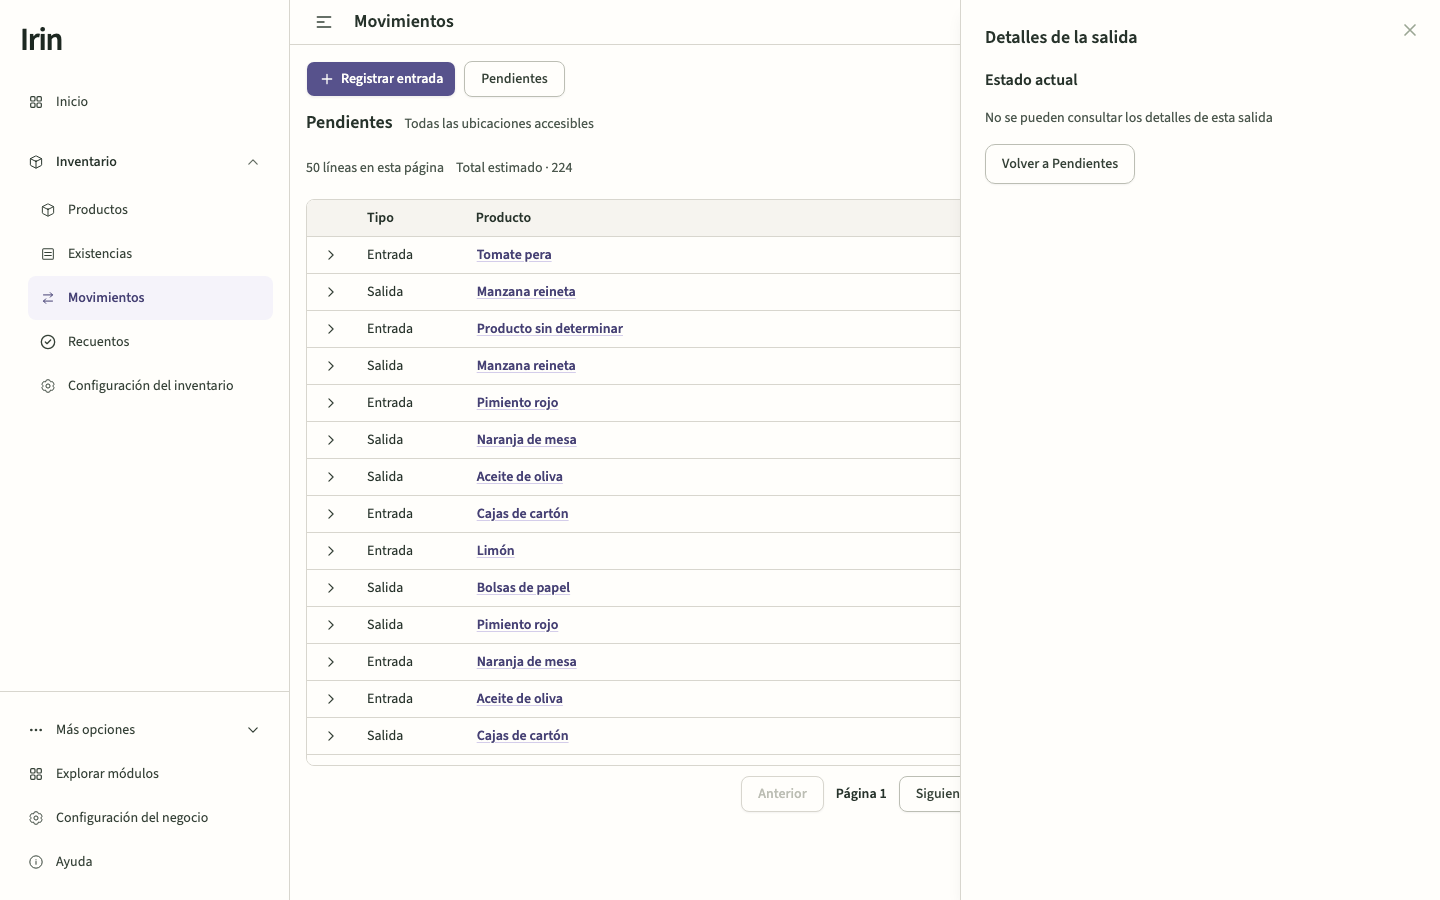 Irin
Inicio
Inventario
Productos
Existencias
Movimientos
Recuentos
Configuración del inventario
Más opciones
Explorar módulos
Configuración del negocio
Ayuda
Movimientos
Registrar entrada
Pendientes
Pendientes Todas las ubicaciones accesibles
50 líneas en esta página Total estimado · 224
Tipo Producto
Entrada Tomate pera
Salida Manzana reineta
Entrada Producto sin determinar
Salida Manzana reineta
Entrada Pimiento rojo
Salida Naranja de mesa
Salida Aceite de oliva
Entrada Cajas de cartón
Entrada Limón
Salida Bolsas de papel
Salida Pimiento rojo
Entrada Naranja de mesa
Entrada Aceite de oliva
Salida Cajas de cartón
Anterior Página 1 Siguien
Detalles de la salida
Estado actual
No se pueden consultar los detalles de esta salida
Volver a Pendientes